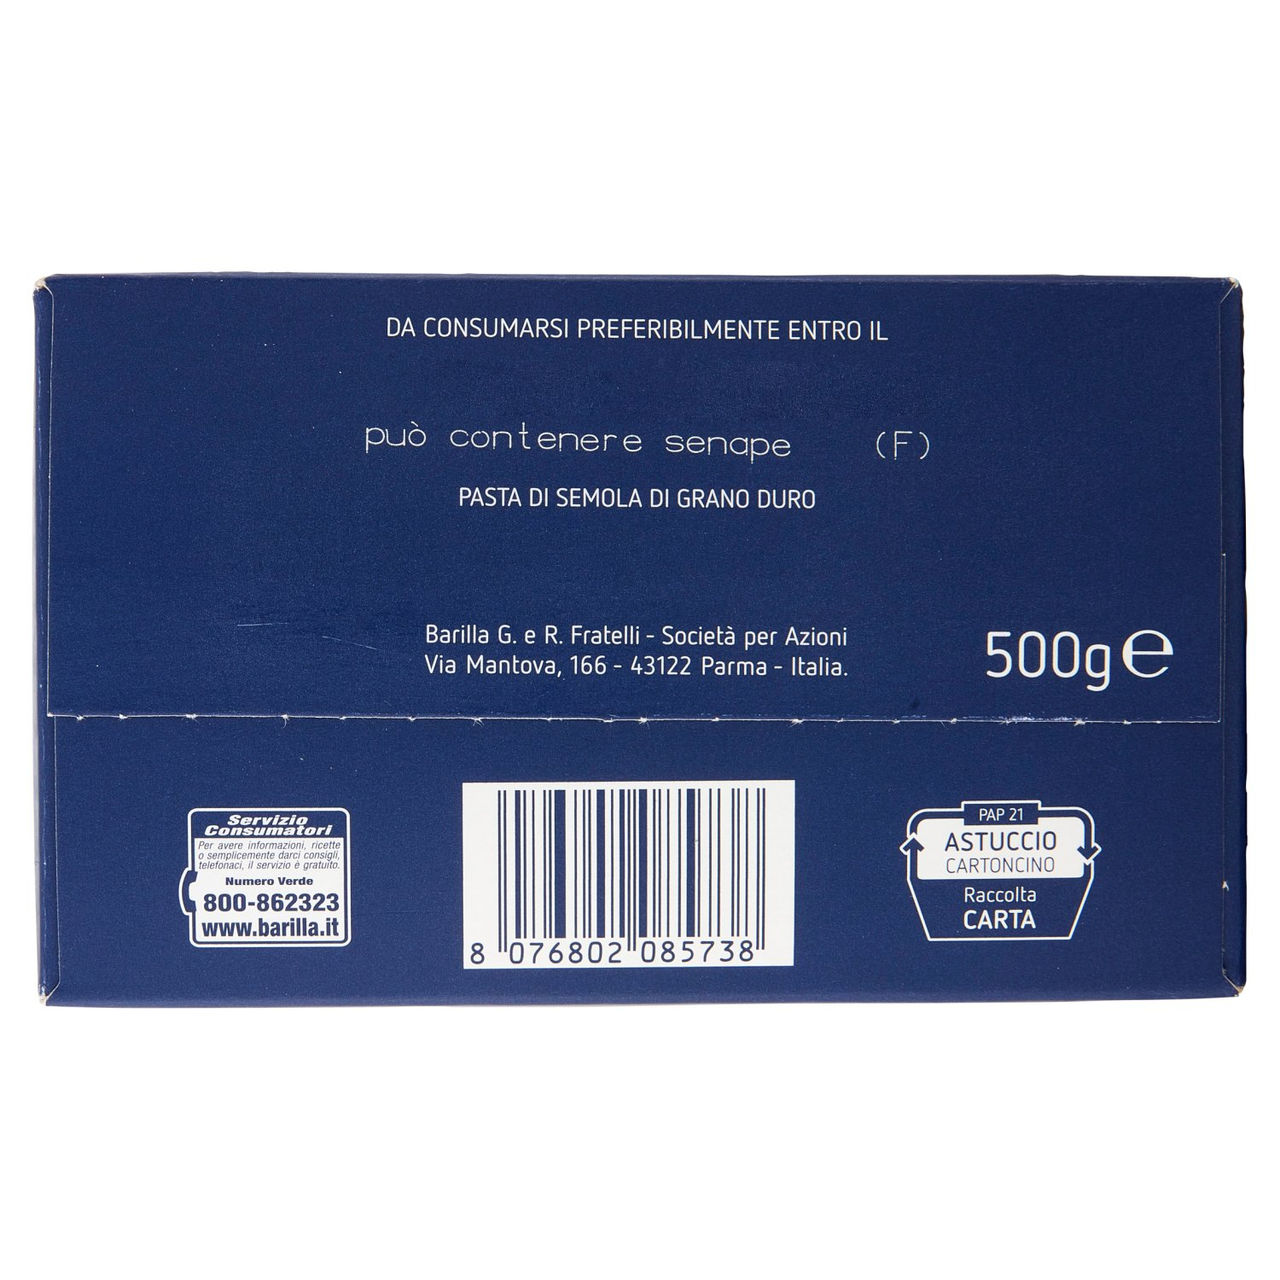 DA CONSUMARSI PREFERIBILMENTE ENTRO IL
può contenere senape (F)
PASTA DI SEMOLA DI GRANO DURO
Barilla G. e R. Fratelli - Società per Azioni
Via Mantova, 166 - 43122 Parma - Italia.
500g ℮
Servizio
Consumatori
Per avere informazioni, ricette
o semplicemente darci consigli,
telefonaci, il servizio è gratuito.
Numero Verde
800-862323
www.barilla.it
8 076802 085738
PAP 21
ASTUCCIO
CARTONCINO
Raccolta
CARTA